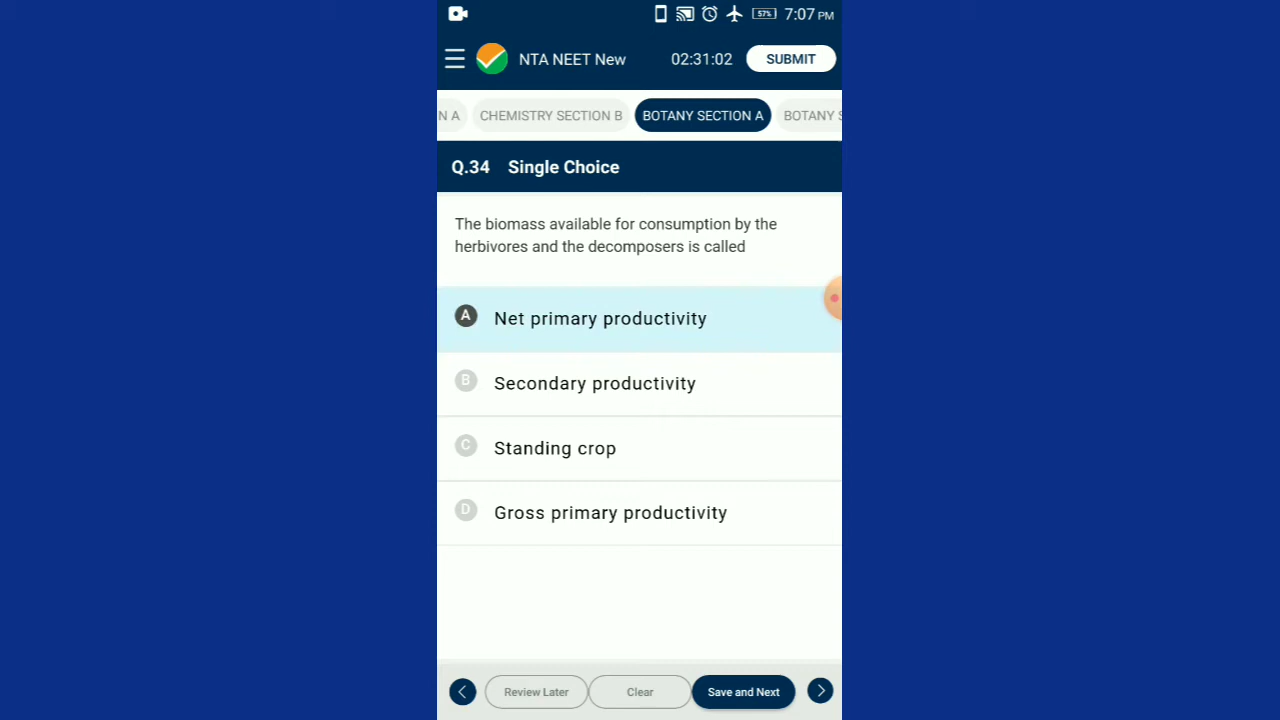 57% 7:07 PM
NTA NEET New 02:31:02 SUBMIT
N A CHEMISTRY SECTION B BOTANY SECTION A BOTANY S
Q.34 Single Choice
The biomass available for consumption by the
herbivores and the decomposers is called
A Net primary productivity
B Secondary productivity
C Standing crop
D Gross primary productivity
Review Later Clear Save and Next